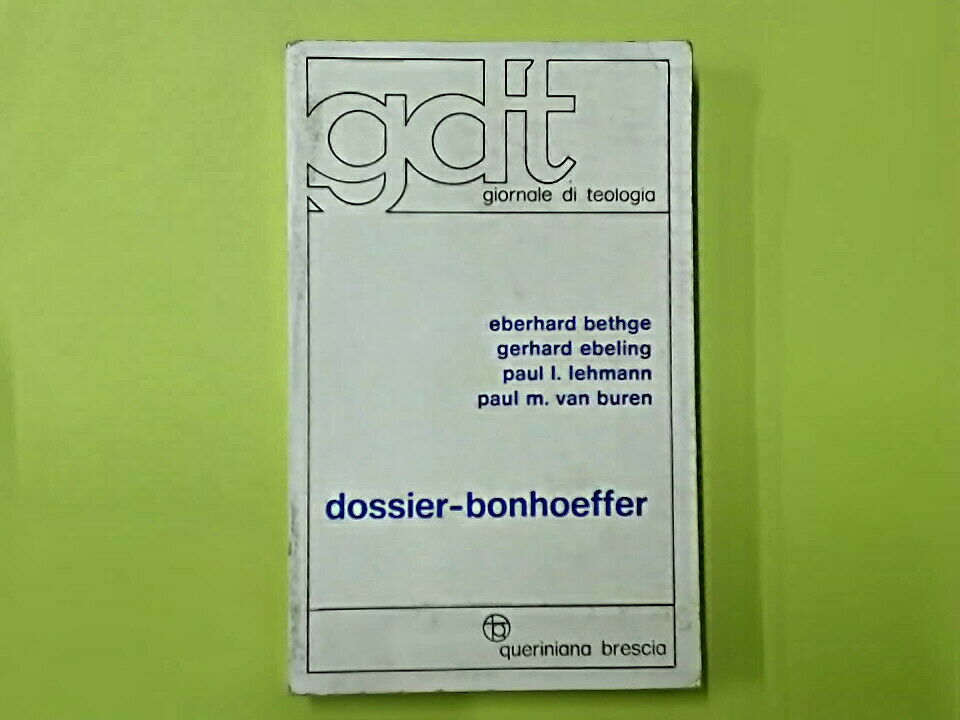 gdt
giornale di teologia
eberhard bethge
gerhard ebeling
paul l. lehmann
paul m. van buren
dossier-bonhoeffer
queriniana brescia